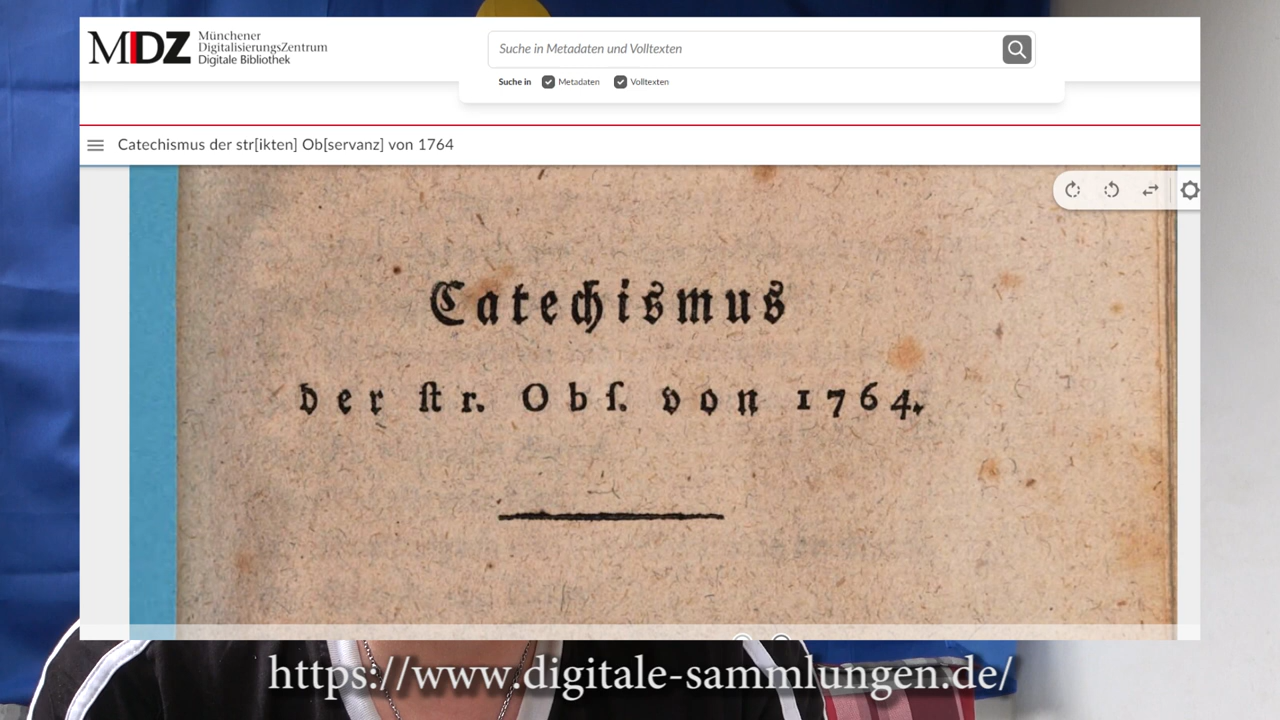 MDZ
Münchener
DigitalisierungsZentrum
Digitale Bibliothek
Suche in Metadaten und Volltexten
Suche in Metadaten Volltexten
Catechismus der str[ikten] Ob[servanz] von 1764
Catechismus
der ſtr. Obſ. von 1764.
https://www.digitale-sammlungen.de/